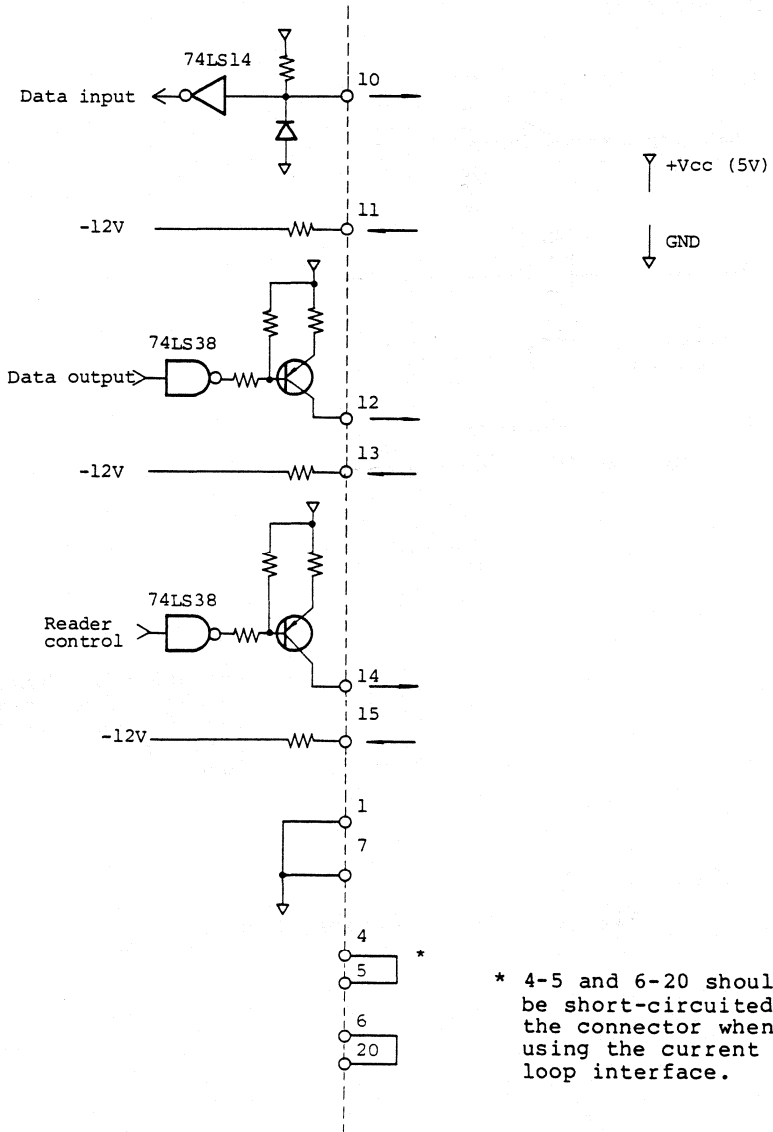 74LS14
10
Data input
+Vcc (5V)
11
-12V
GND
74LS38
Data output
12
13
-12V
74LS38
Reader
control
14
15
-12V
1
7
4
*
5
6
20
* 4-5 and 6-20 shoul
be short-circuited
the connector when
using the current
loop interface.